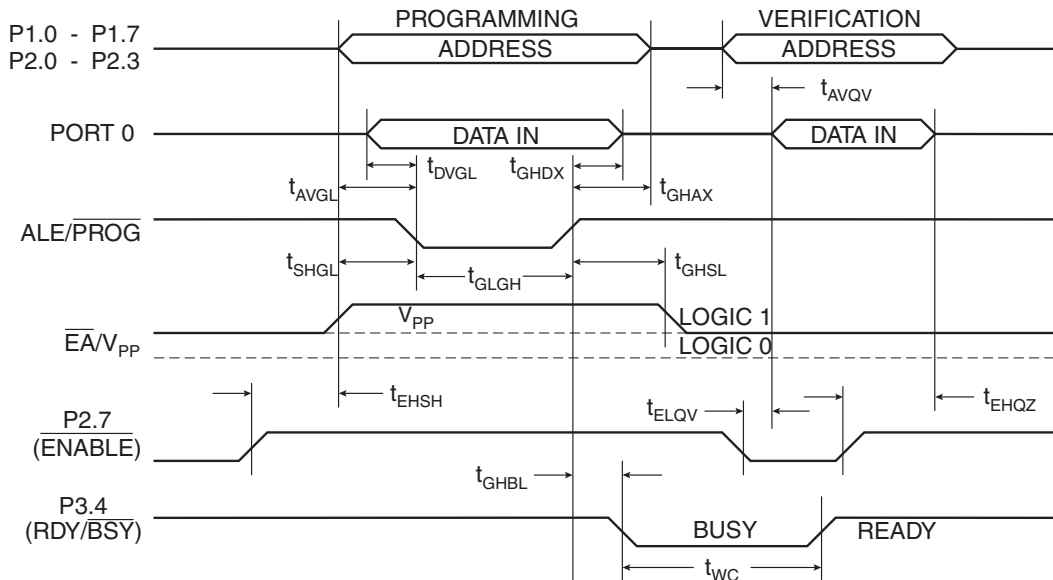 PROGRAMMING
VERIFICATION
P1.0 - P1.7
P2.0 - P2.3
ADDRESS
ADDRESS
tAVQV
PORT 0
DATA IN
DATA IN
tDVGL
tGHDX
tAVGL
tGHAX
ALE/PROG
tSHGL
tGLGH
tGHSL
VPP
LOGIC 1
EA/VPP
LOGIC 0
tEHSH
tELQV
tEHQZ
P2.7
(ENABLE)
tGHBL
P3.4
(RDY/BSY)
BUSY
READY
tWC